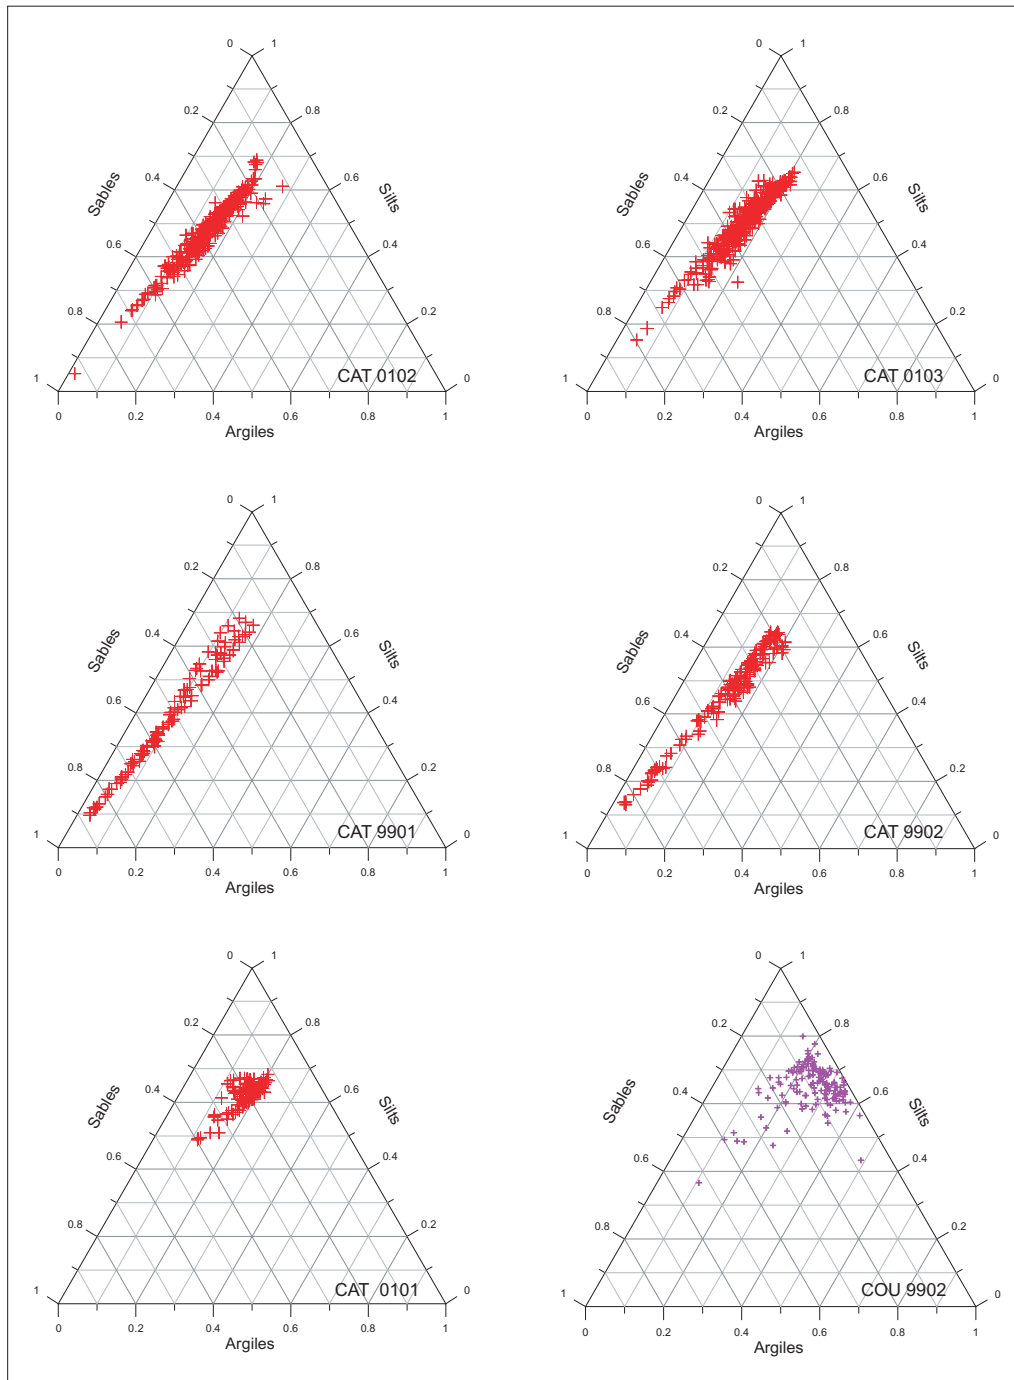 0 1 0 1
0.2 0.8 0.2 0.8
Sables 0.4 0.6 Silts Sables 0.4 0.6 Silts
0.6 0.4 0.6 0.4
0.8 0.2 0.8 0.2
1 CAT 0102 0 1 CAT 0103 0
0 0.2 0.4 0.6 0.8 1 0 0.2 0.4 0.6 0.8 1
Argiles Argiles
0 1 0 1
0.2 0.8 0.2 0.8
Sables 0.4 0.6 Silts Sables 0.4 0.6 Silts
0.6 0.4 0.6 0.4
0.8 0.2 0.8 0.2
1 CAT 9901 0 1 CAT 9902 0
0 0.2 0.4 0.6 0.8 1 0 0.2 0.4 0.6 0.8 1
Argiles Argiles
0 1 0 1
0.2 0.8 0.2 0.8
Sables 0.4 0.6 Silts Sables 0.4 0.6 Silts
0.6 0.4 0.6 0.4
0.8 0.2 0.8 0.2
1 CAT 0101 0 1 COU 9902 0
0 0.2 0.4 0.6 0.8 1 0 0.2 0.4 0.6 0.8 1
Argiles Argiles